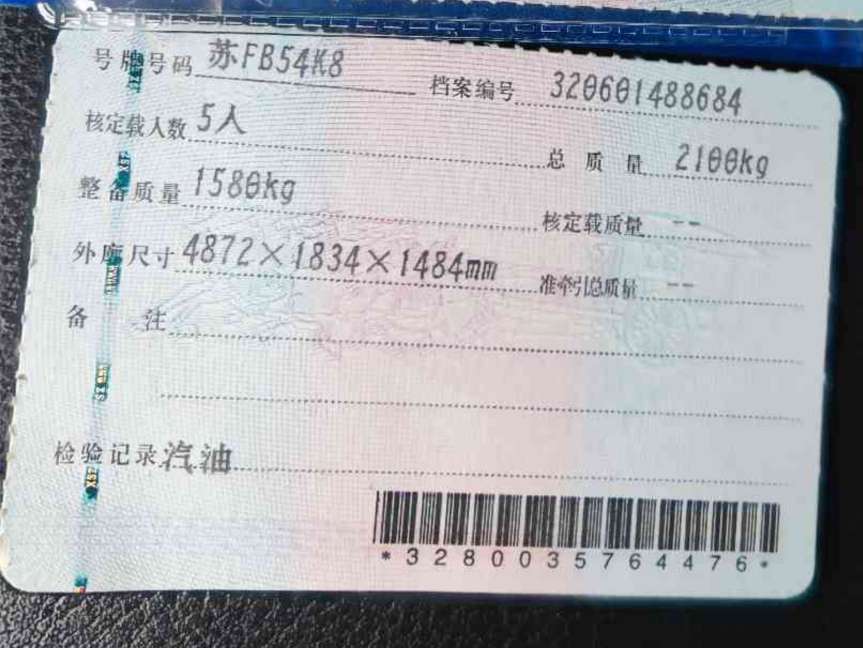 号牌号码 苏FB54K8 档案编号 320601488684
核定载人数 5人 总质量 2100kg
整备质量 1580kg 核定载质量 --
外廓尺寸 4872×1834×1484mm 准牵引总质量 --
备注
检验记录 汽油
*3280035764476*